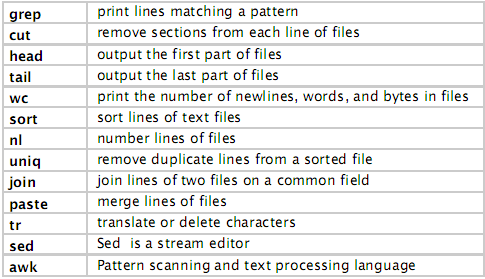 grep print lines matching a pattern
cut remove sections from each line of files
head output the first part of files
tail output the last part of files
wc print the number of newlines, words, and bytes in files
sort sort lines of text files
nl number lines of files
uniq remove duplicate lines from a sorted file
join join lines of two files on a common field
paste merge lines of files
tr translate or delete characters
sed Sed is a stream editor
awk Pattern scanning and text processing language